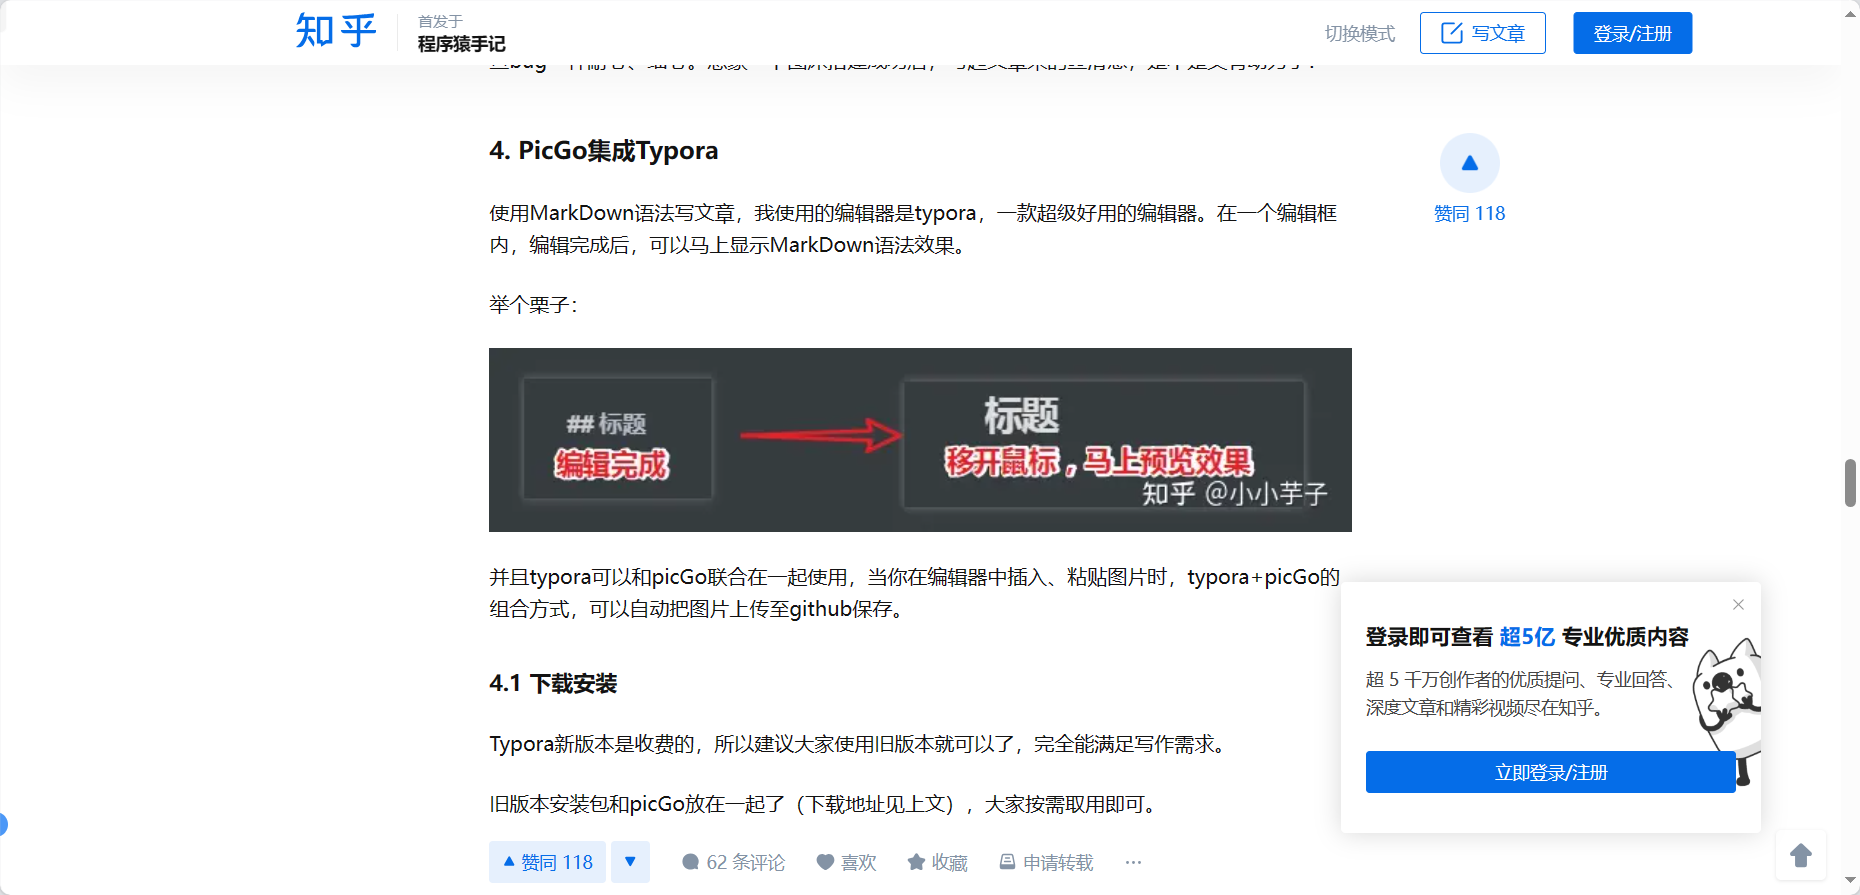 知乎
首发于
程序猿手记
切换模式
写文章
登录/注册
4. PicGo集成Typora
赞同 118
使用MarkDown语法写文章，我使用的编辑器是typora，一款超级好用的编辑器。在一个编辑框
内，编辑完成后，可以马上显示MarkDown语法效果。
举个栗子：
## 标题
编辑完成
标题
移开鼠标，马上预览效果
知乎 @小小芋子
并且typora可以和picGo联合在一起使用，当你在编辑器中插入、粘贴图片时，typora+picGo的
组合方式，可以自动把图片上传至github保存。
4.1 下载安装
Typora新版本是收费的，所以建议大家使用旧版本就可以了，完全能满足写作需求。
旧版本安装包和picGo放在一起了（下载地址见上文），大家按需取用即可。
登录即可查看 超5亿 专业优质内容
超 5 千万创作者的优质提问、专业回答、
深度文章和精彩视频尽在知乎。
立即登录/注册
赞同 118
62 条评论
喜欢
收藏
申请转载